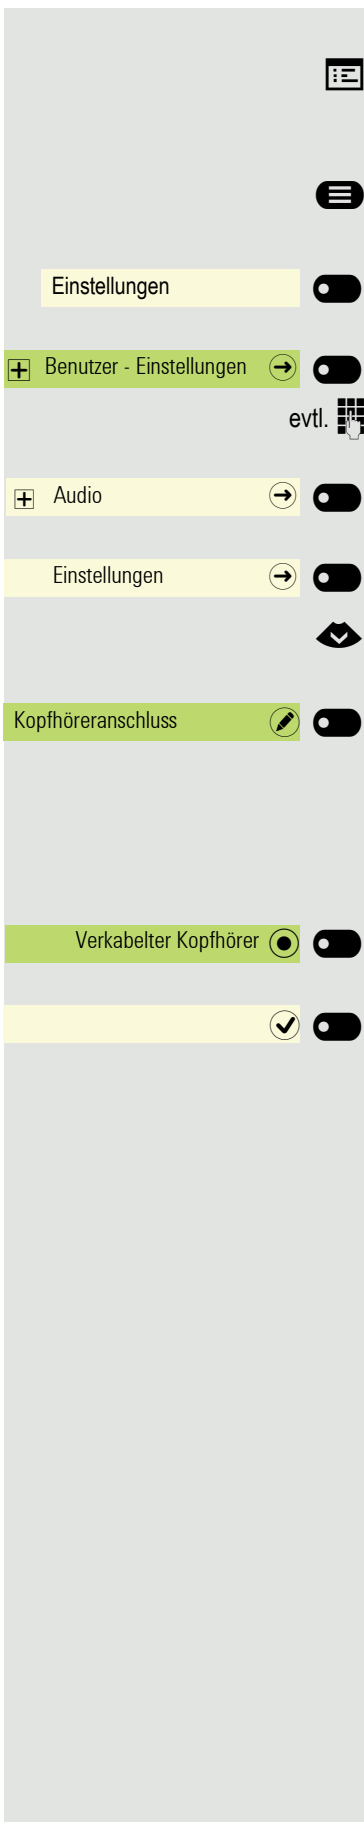 Einstellungen
Benutzer - Einstellungen
evtl.
Audio
Einstellungen
Kopfhöreranschluss
Verkabelter Kopfhörer